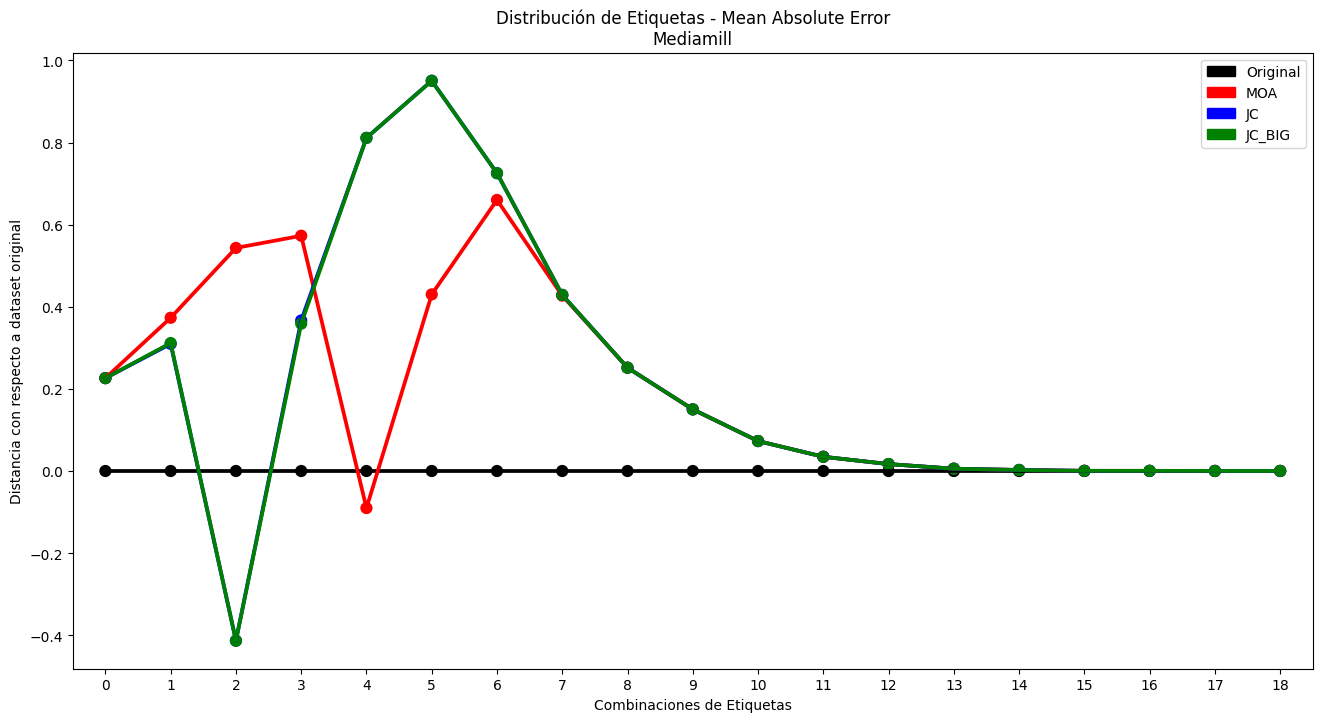 Distribución de Etiquetas - Mean Absolute Error
Mediamill
Original
MOA
JC
JC_BIG
Distancia con respecto a dataset original
1.0
0.8
0.6
0.4
0.2
0.0
−0.2
−0.4
0 1 2 3 4 5 6 7 8 9 10 11 12 13 14 15 16 17 18
Combinaciones de Etiquetas